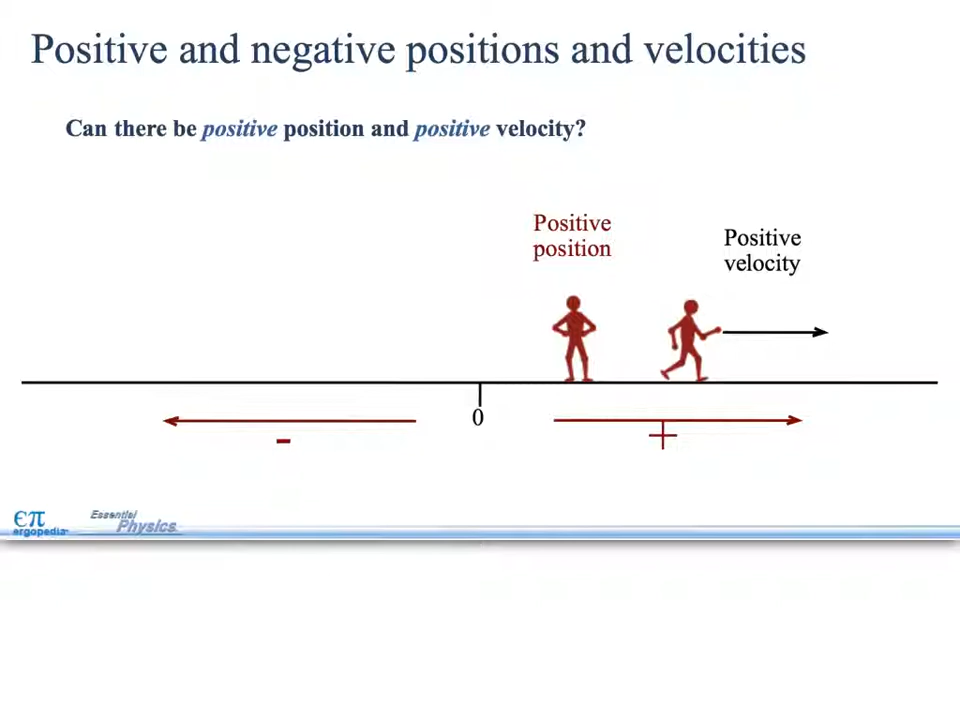 Positive and negative positions and velocities
Can there be positive position and positive velocity?
Positive
position
Positive
velocity
0
-
+
єπ
ergopedia
Essential
Physics